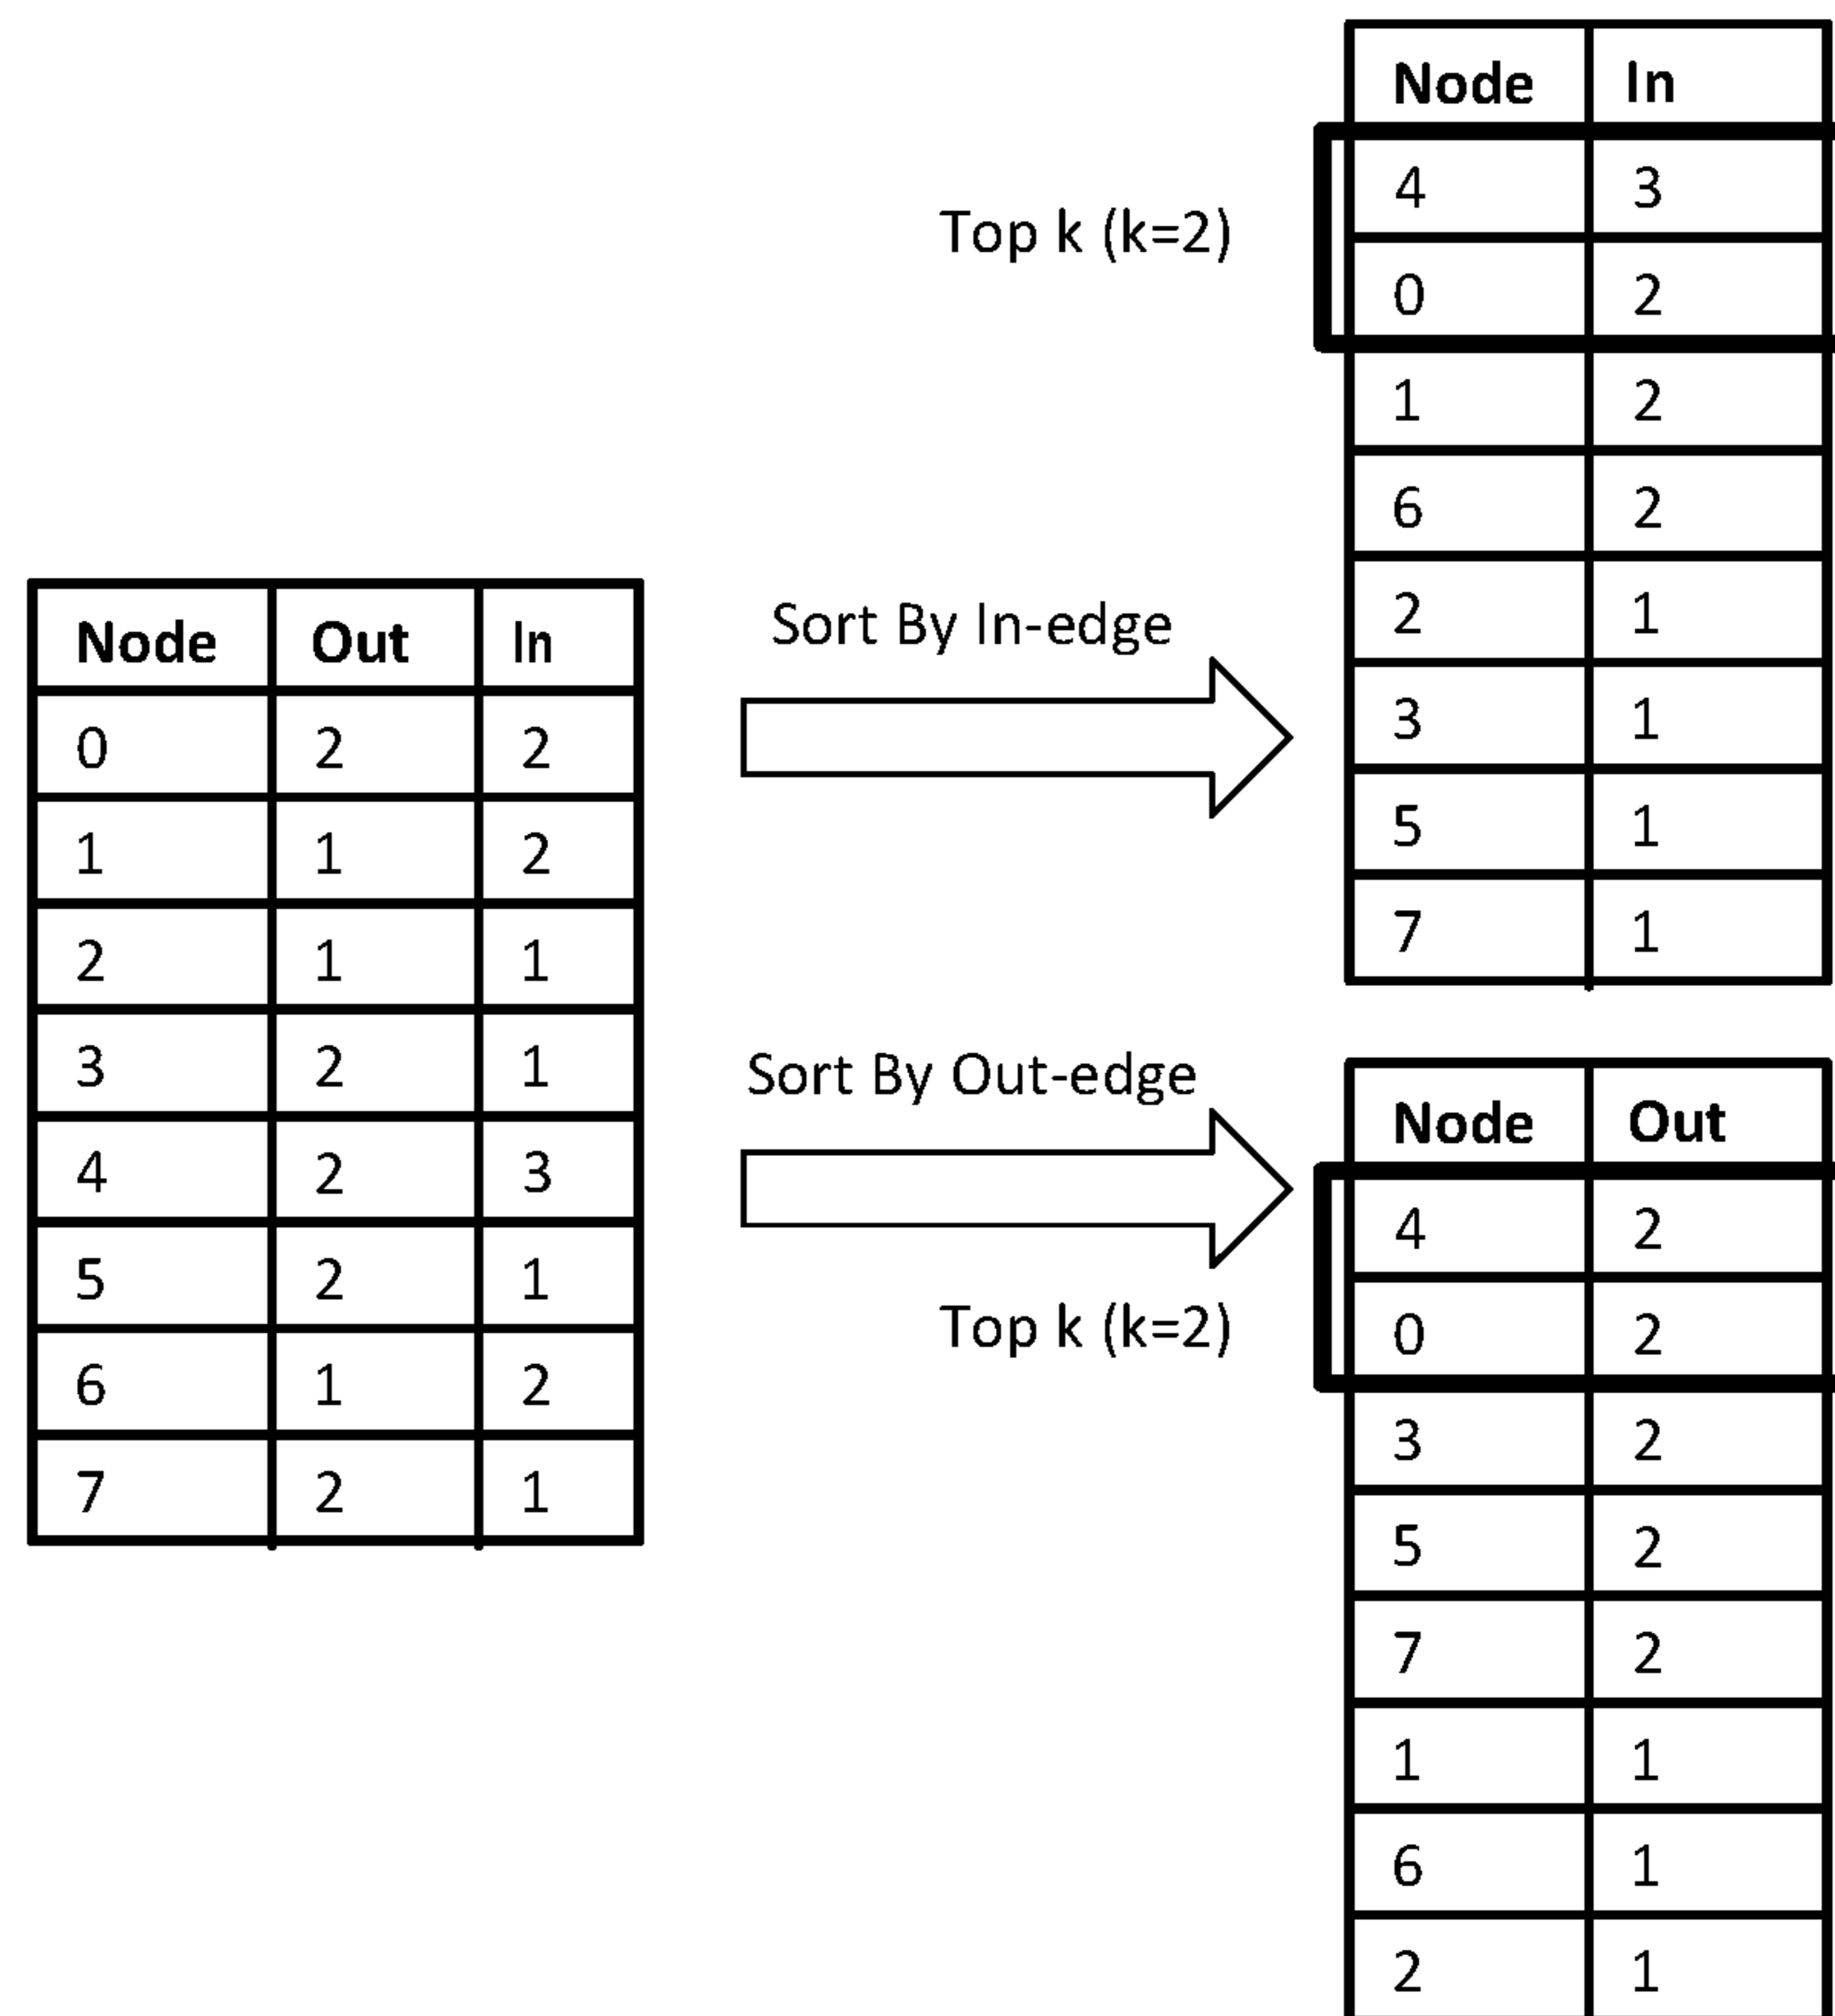 Node Out In
0 2 2
1 1 2
2 1 1
3 2 1
4 2 3
5 2 1
6 1 2
7 2 1
Sort By In-edge
Top k (k=2)
Node In
4 3
0 2
1 2
6 2
2 1
3 1
5 1
7 1
Sort By Out-edge
Top k (k=2)
Node Out
4 2
0 2
3 2
5 2
7 2
1 1
6 1
2 1